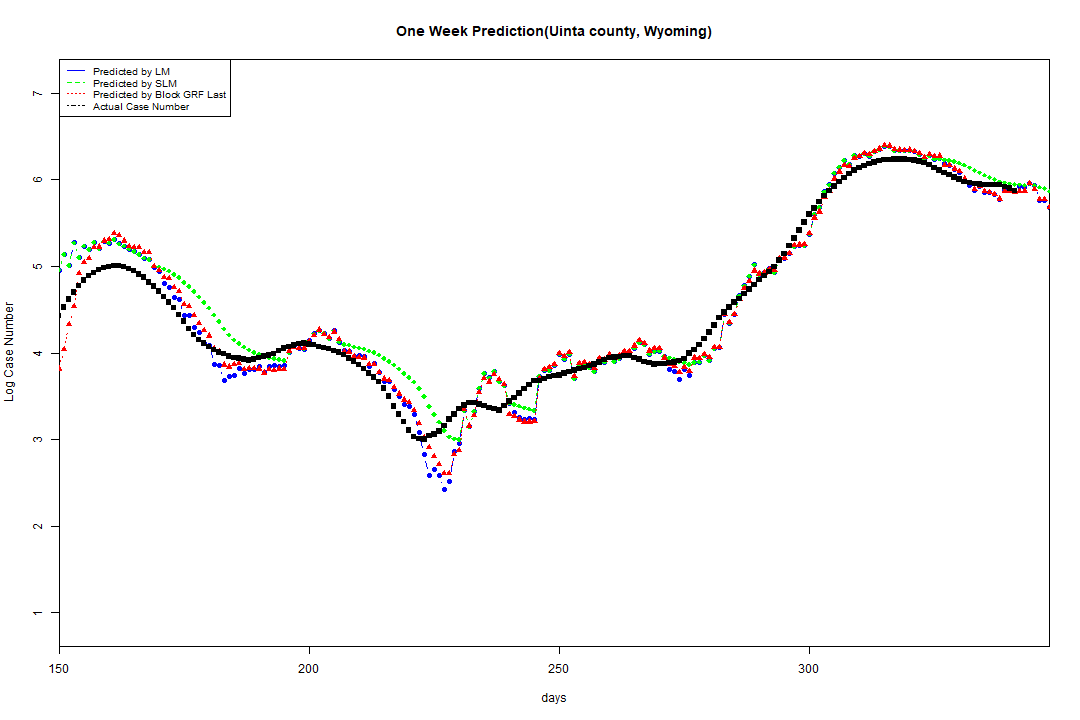 One Week Prediction(Uinta county, Wyoming)
Predicted by LM
Predicted by SLM
Predicted by Block GRF Last
Actual Case Number
7
6
5
4
3
2
1
Log Case Number
150 200 250 300
days